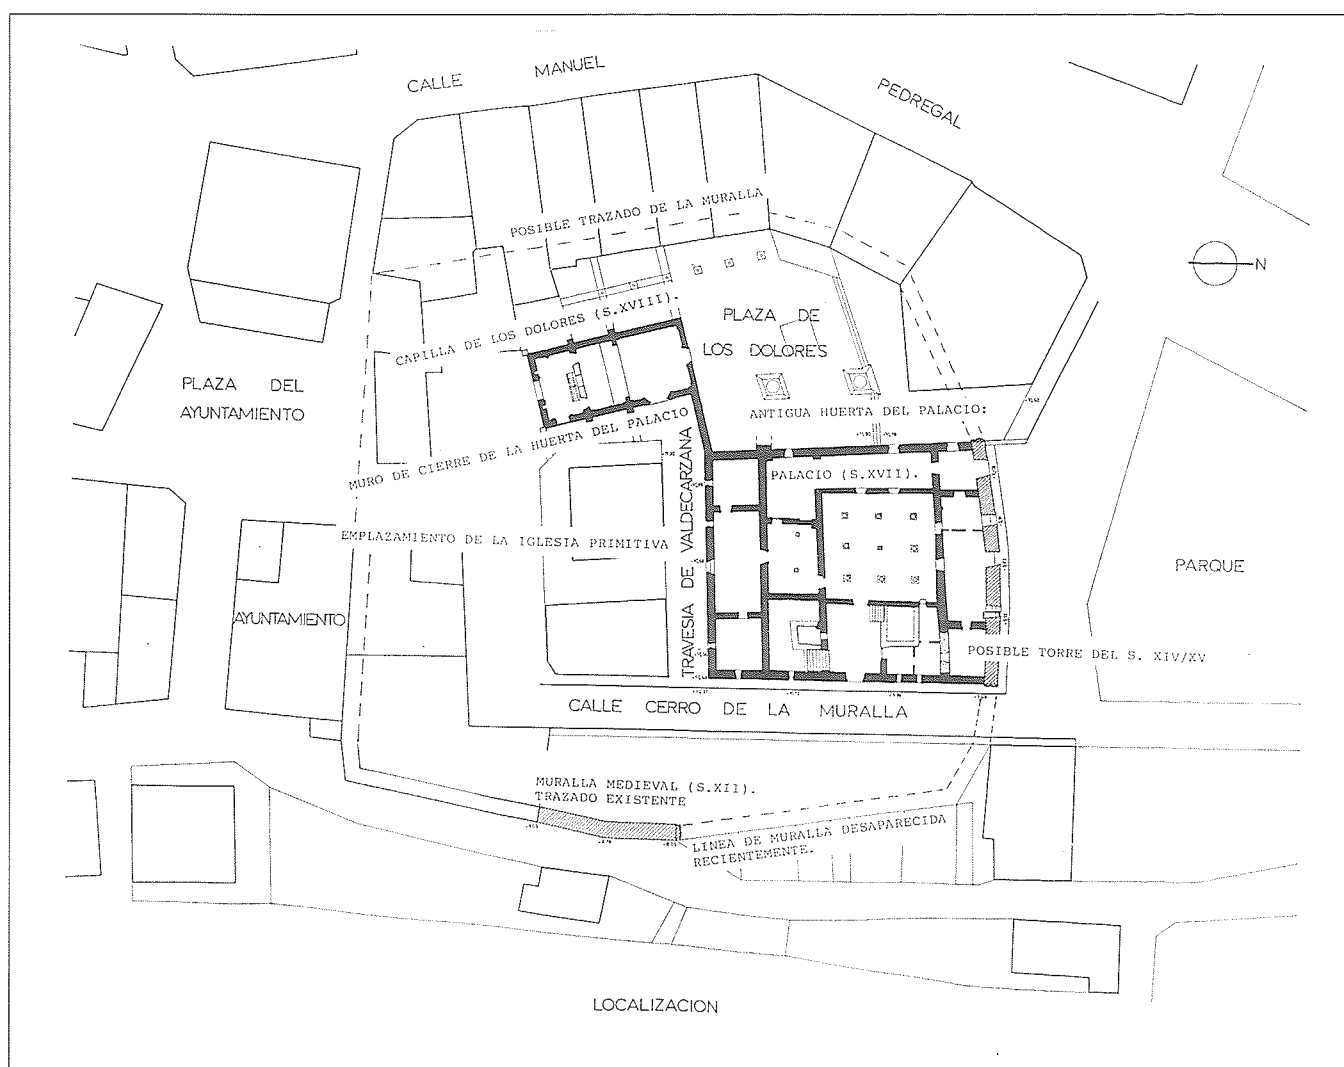 CALLE MANUEL
PEDREGAL
POSIBLE TRAZADO DE LA MURALLA
N
CAPILLA DE LOS DOLORES (S.XVIII).
PLAZA DE
LOS DOLORES
PLAZA DEL
AYUNTAMIENTO
ANTIGUA HUERTA DEL PALACIO:
MURO DE CIERRE DE LA HUERTA DEL PALACIO
TRAVESIA DE VALDECARZANA
PALACIO (S.XVII).
EMPLAZAMIENTO DE LA IGLESIA PRIMITIVA
PARQUE
AYUNTAMIENTO
POSIBLE TORRE DEL S. XIV/XV
CALLE CERRO DE LA MURALLA
MURALLA MEDIEVAL (S.XII).
TRAZADO EXISTENTE
LINEA DE MURALLA DESAPARECIDA
RECIENTEMENTE.
LOCALIZACION